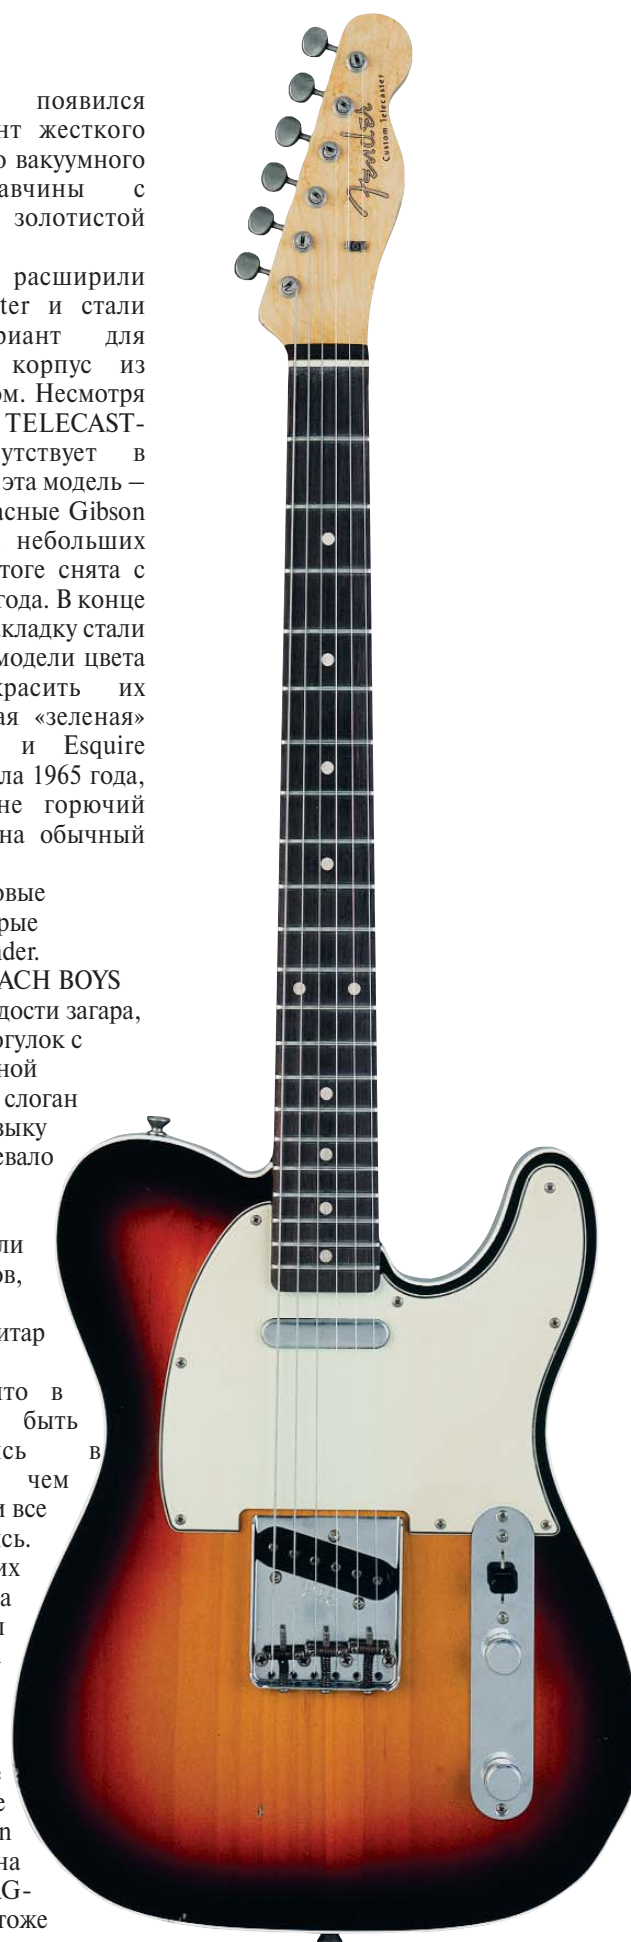 появился
нт жесткого
о вакуумного
авчины с
золотистой
расширили
ter и стали
риант для
корпус из
ом. Несмотря
TELECAST-
утствует в
эта модель –
асные Gibson
небольших
тоге снята с
года. В конце
кладку стали
модели цвета
красить их
ая «зеленая»
и Esquire
ла 1965 года,
не горючий
на обычный
овые
рые
nder.
ACH BOYS
дости загара,
огулок с
ной
слоган
зыку
евало
ли
ов,
итар
что в
быть
сь в
чем
и все
сь.
их
а
е
n
на
AG-
тоже
Fender
Custom Telecaster